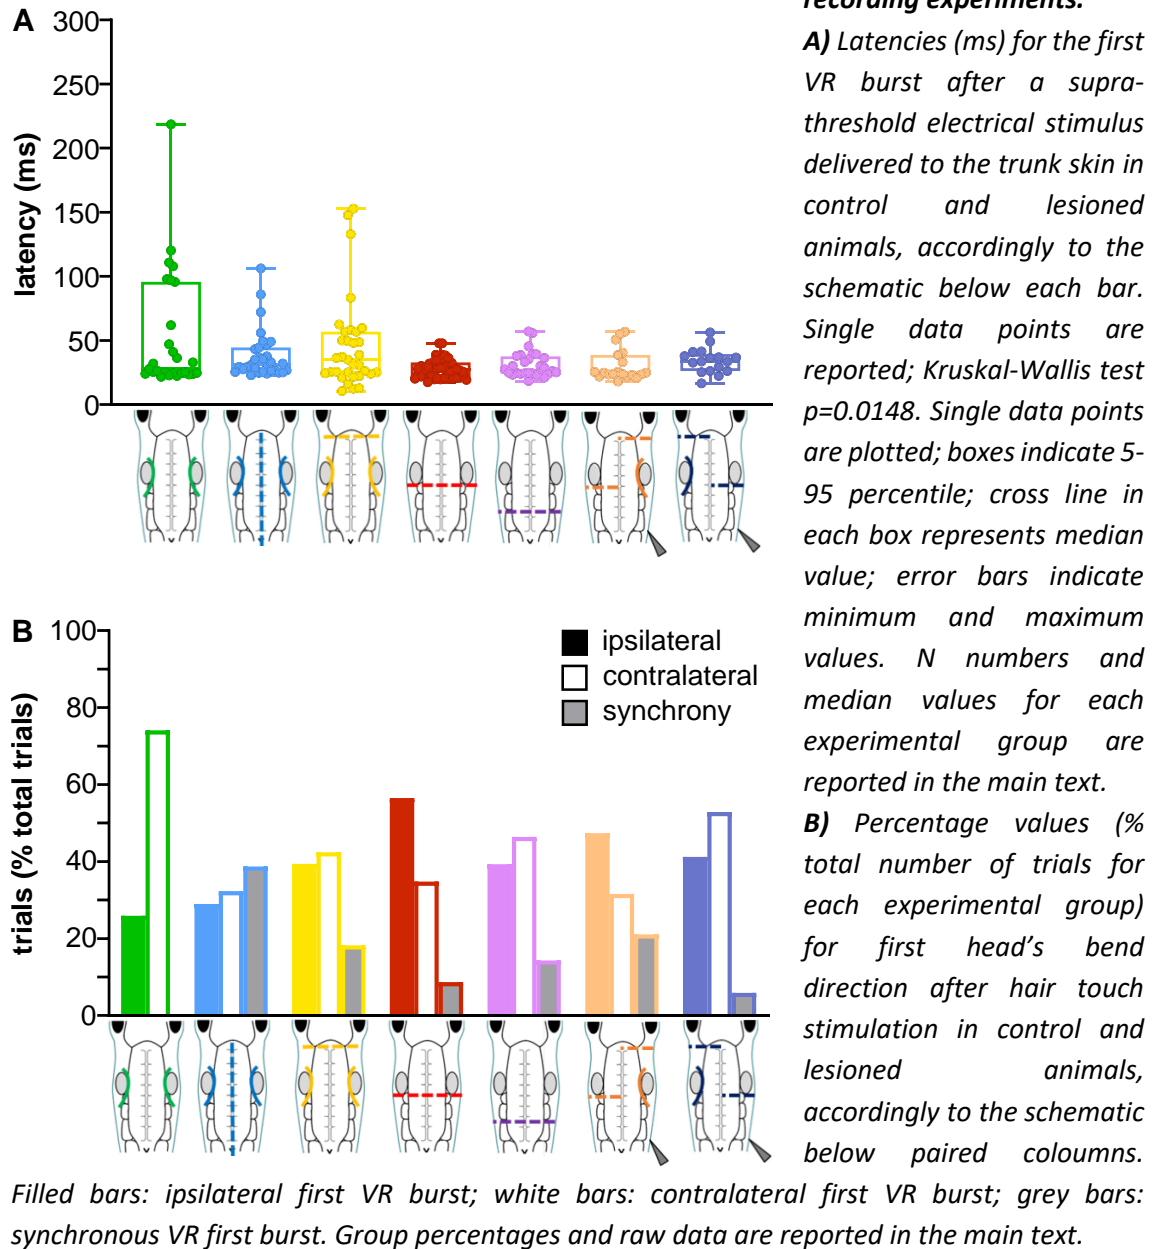 recording experiments.
A
300
250
200
150
100
50
0
latency (ms)
A) Latencies (ms) for the first
VR burst after a supra-
threshold electrical stimulus
delivered to the trunk skin in
control and lesioned
animals, accordingly to the
schematic below each bar.
Single data points are
reported; Kruskal-Wallis test
p=0.0148. Single data points
are plotted; boxes indicate 5-
95 percentile; cross line in
each box represents median
value; error bars indicate
minimum and maximum
values. N numbers and
median values for each
experimental group are
reported in the main text.
B
100
80
60
40
20
0
trials (% total trials)
ipsilateral
contralateral
synchrony
B) Percentage values (%
total number of trials for
each experimental group)
for first head's bend
direction after hair touch
stimulation in control and
lesioned animals,
accordingly to the schematic
below paired coloumns.
Filled bars: ipsilateral first VR burst; white bars: contralateral first VR burst; grey bars:
synchronous VR first burst. Group percentages and raw data are reported in the main text.